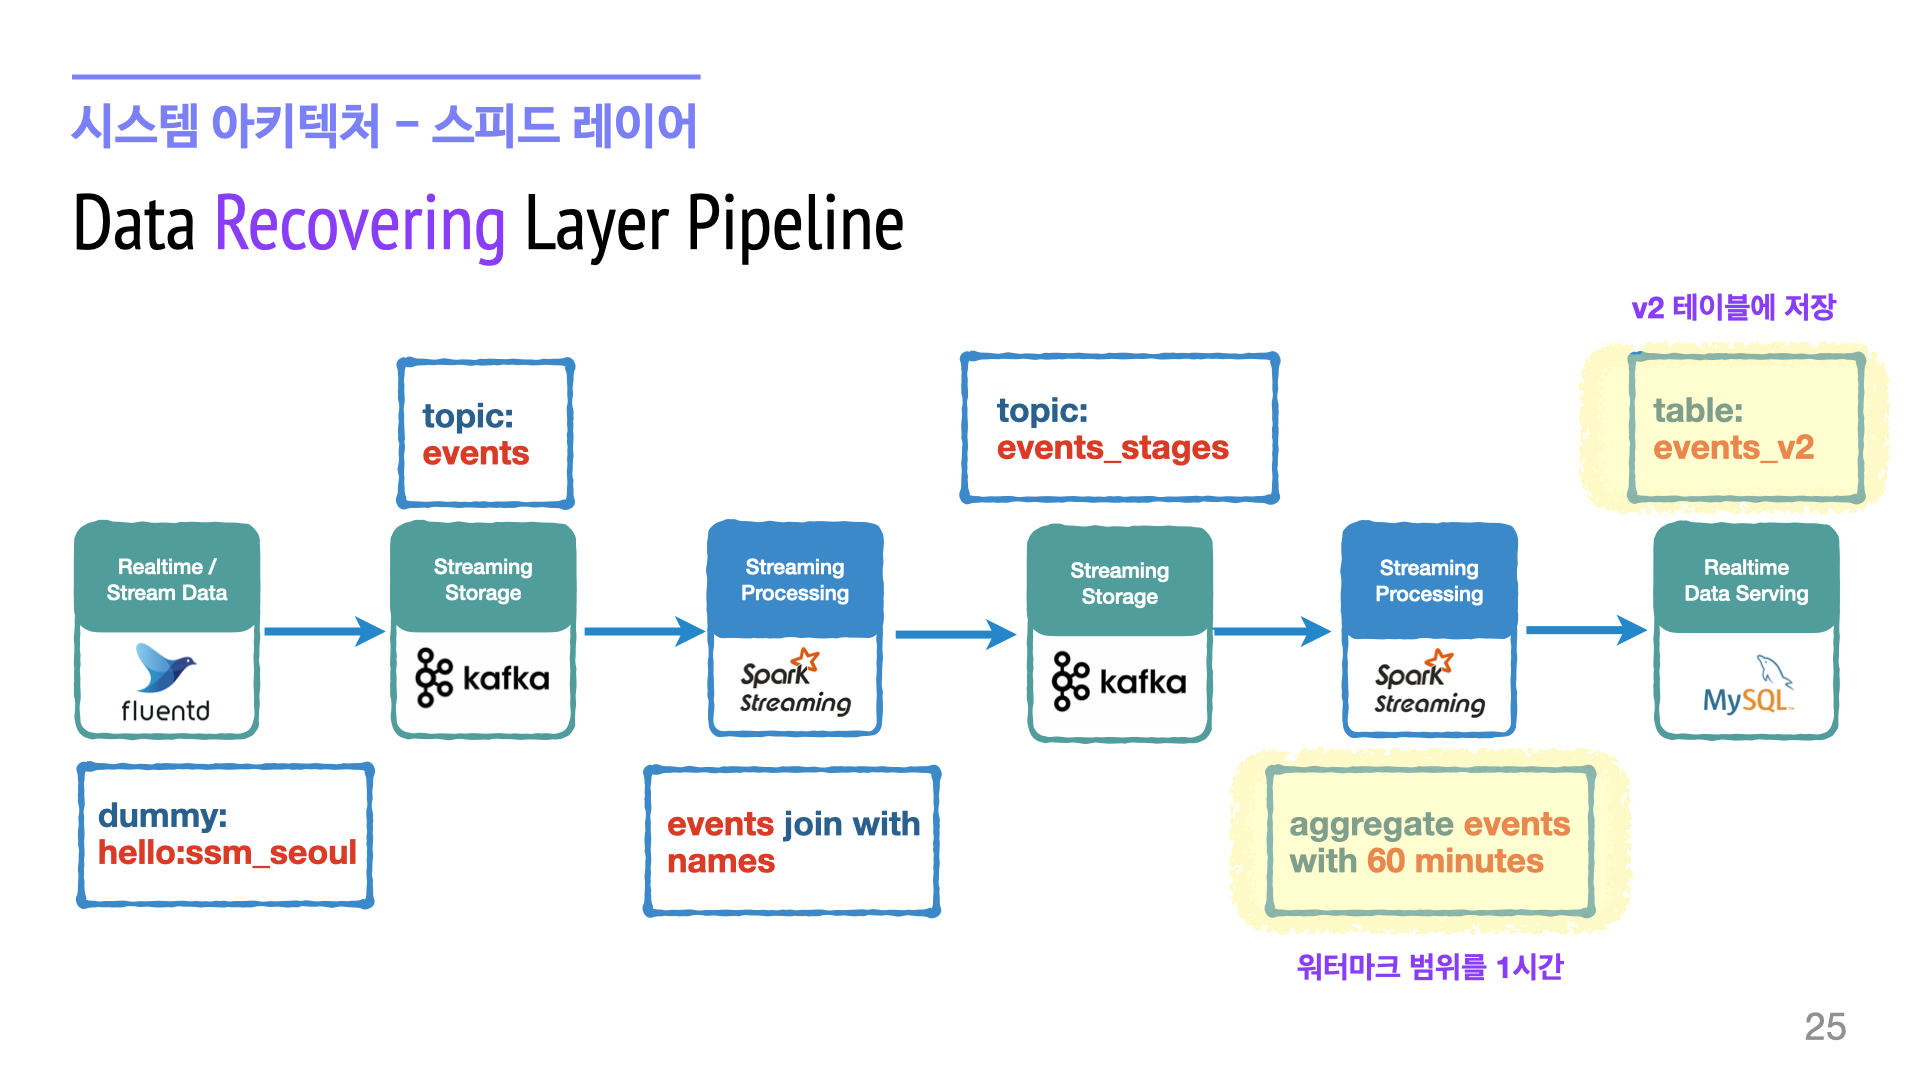 시스템 아키텍처 - 스피드 레이어
Data Recovering Layer Pipeline
v2 테이블에 저장
topic:
events
topic:
events_stages
table:
events_v2
Realtime /
Stream Data
fluentd
Streaming
Storage
kafka
Streaming
Processing
Spark
Streaming
Streaming
Storage
kafka
Streaming
Processing
Spark
Streaming
Realtime
Data Serving
MySQL
dummy:
hello:ssm_seoul
events join with
names
aggregate events
with 60 minutes
워터마크 범위를 1시간
25